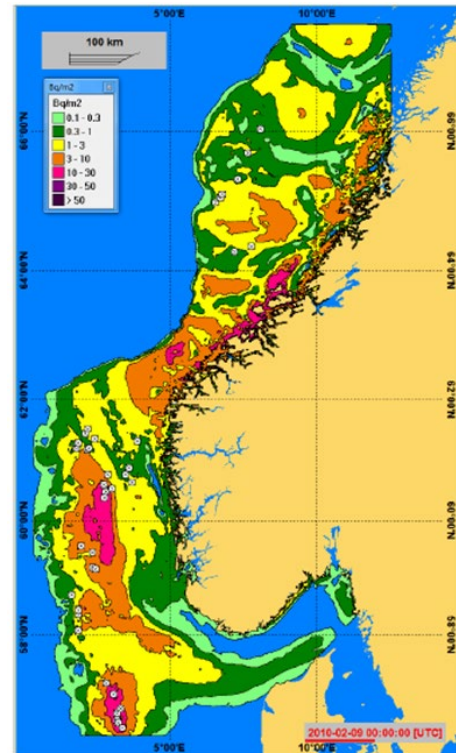 5°00'E 10°00'E
100 km
Bq/m2
Bq/m2
0.1 - 0.3
0.3 - 1
1 - 3
3 - 10
10 - 30
30 - 50
> 50
66°00'N 66°00'N
64°00'N 64°00'N
62°00'N 62°00'N
60°00'N 60°00'N
58°00'N 58°00'N
2010-02-09 00:00:00 [UTC]
5°00'E 10°00'E